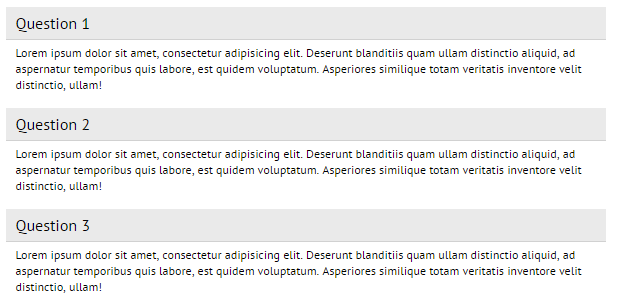 Question 1
Lorem ipsum dolor sit amet, consectetur adipisicing elit. Deserunt blanditiis quam ullam distinctio aliquid, ad
aspernatur temporibus quis labore, est quidem voluptatum. Asperiores similique totam veritatis inventore velit
distinctio, ullam!
Question 2
Lorem ipsum dolor sit amet, consectetur adipisicing elit. Deserunt blanditiis quam ullam distinctio aliquid, ad
aspernatur temporibus quis labore, est quidem voluptatum. Asperiores similique totam veritatis inventore velit
distinctio, ullam!
Question 3
Lorem ipsum dolor sit amet, consectetur adipisicing elit. Deserunt blanditiis quam ullam distinctio aliquid, ad
aspernatur temporibus quis labore, est quidem voluptatum. Asperiores similique totam veritatis inventore velit
distinctio, ullam!